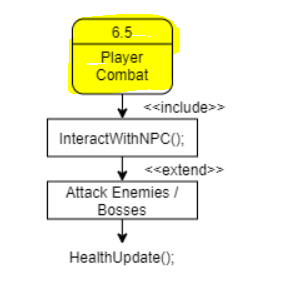 6.5
Player
Combat
<<include>>
InteractWithNPC();
<<extend>>
Attack Enemies /
Bosses
HealthUpdate();